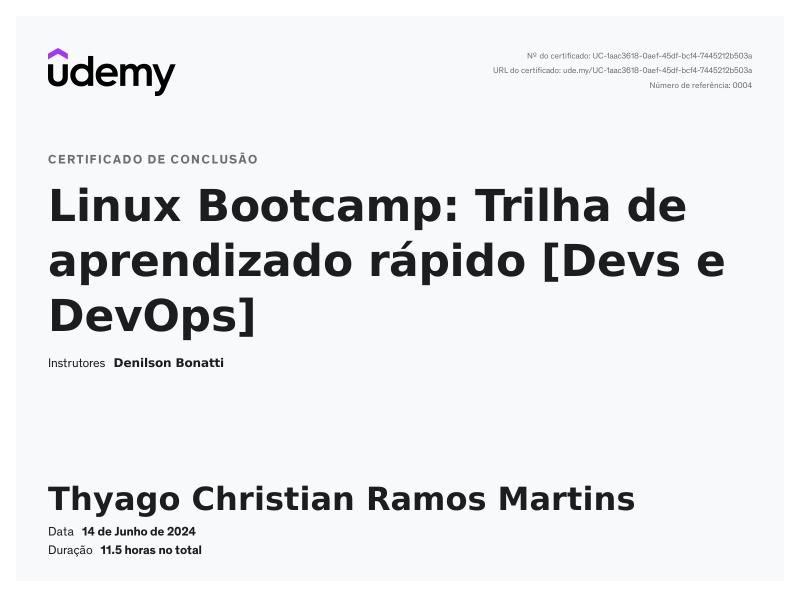 udemy
Nº do certificado: UC-1aac3618-0aef-45df-bcf4-7445212b503a
URL do certificado: ude.my/UC-1aac3618-0aef-45df-bcf4-7445212b503a
Número de referência: 0004
CERTIFICADO DE CONCLUSÃO
Linux Bootcamp: Trilha de
aprendizado rápido [Devs e
DevOps]
Instrutores Denilson Bonatti
Thyago Christian Ramos Martins
Data 14 de Junho de 2024
Duração 11.5 horas no total